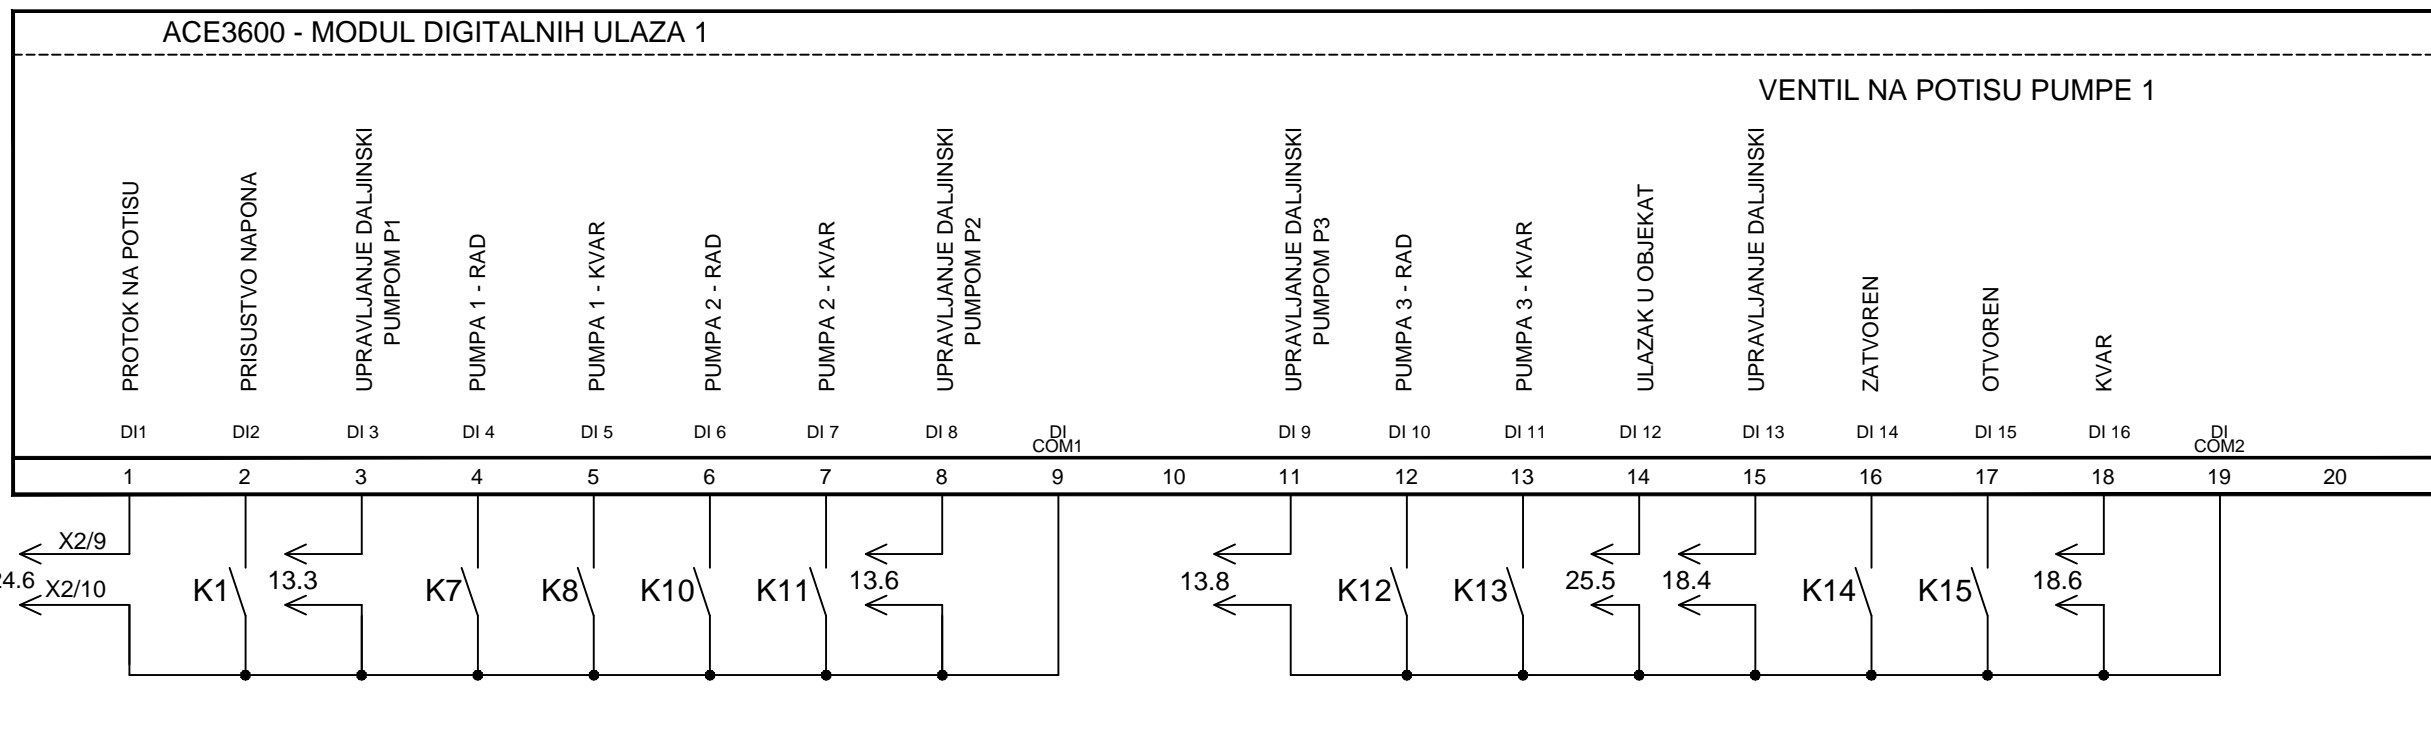 ACE3600 - MODUL DIGITALNIH ULAZA 1
VENTIL NA POTISU PUMPE 1
PROTOK NA POTISU
PRISUSTVO NAPONA
UPRAVLJANJE DALJINSKI
PUMPOM P1
PUMPA 1 - RAD
PUMPA 1 - KVAR
PUMPA 2 - RAD
PUMPA 2 - KVAR
UPRAVLJANJE DALJINSKI
PUMPOM P2
UPRAVLJANJE DALJINSKI
PUMPOM P3
PUMPA 3 - RAD
PUMPA 3 - KVAR
ULAZAK U OBJEKAT
UPRAVLJANJE DALJINSKI
ZATVOREN
OTVOREN
KVAR
DI1 DI2 DI 3 DI 4 DI 5 DI 6 DI 7 DI 8 DI COM1 DI 9 DI 10 DI 11 DI 12 DI 13 DI 14 DI 15 DI 16 DI COM2
1 2 3 4 5 6 7 8 9 10 11 12 13 14 15 16 17 18 19 20
X2/9
24.6 X2/10 K1 13.3 K7 K8 K10 K11 13.6 13.8 K12 K13 25.5 18.4 K14 K15 18.6